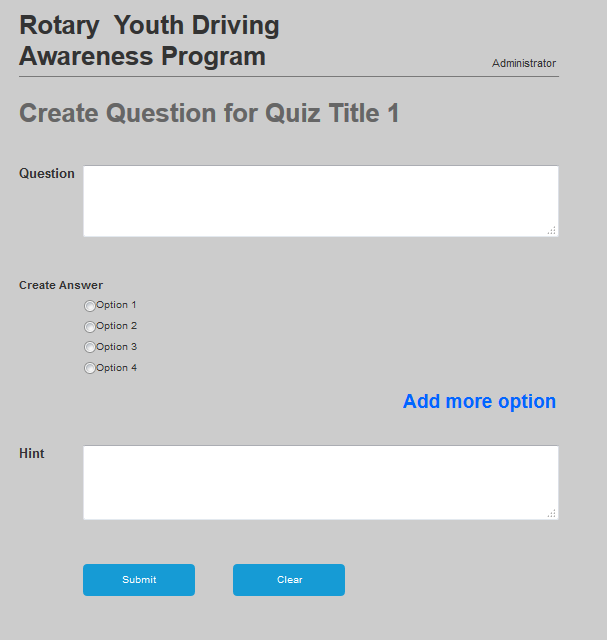 Rotary Youth Driving
Awareness Program
Administrator
Create Question for Quiz Title 1
Question
Create Answer
Option 1
Option 2
Option 3
Option 4
Add more option
Hint
Submit Clear